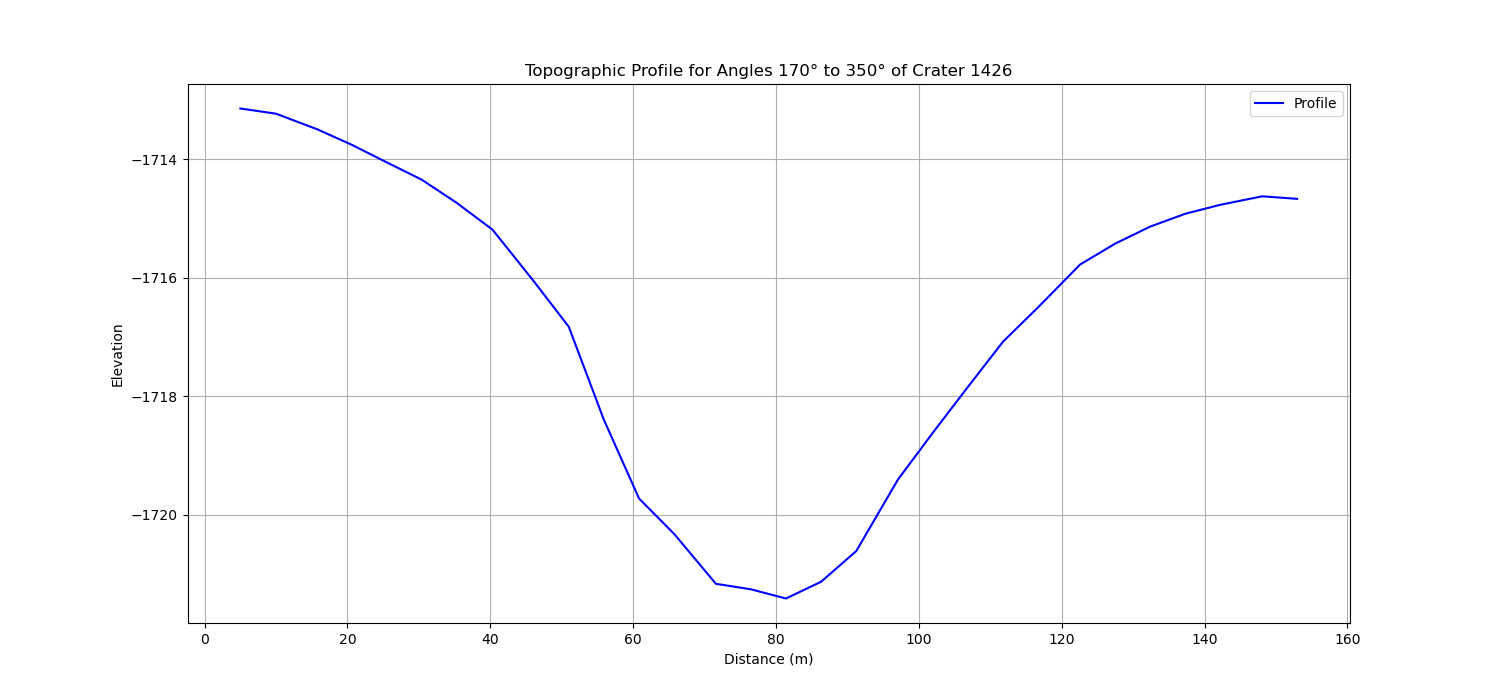 Topographic Profile for Angles 170° to 350° of Crater 1426
Profile
−1714
−1716
−1718
−1720
Elevation
0 20 40 60 80 100 120 140 160
Distance (m)